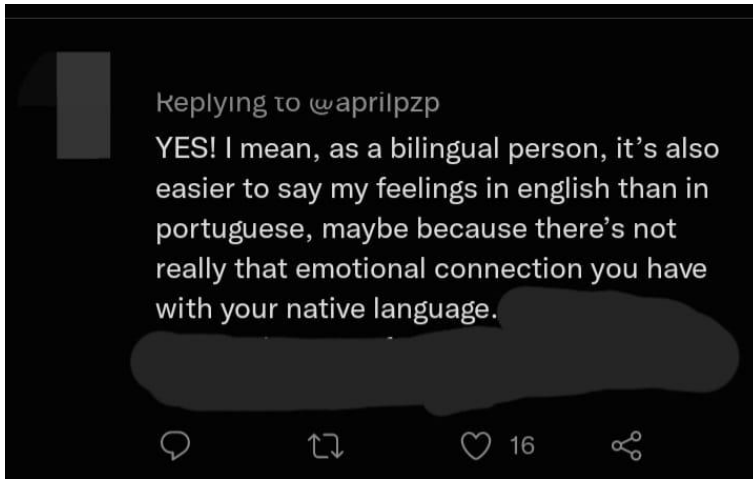 Replying to @aprilpzp
YES! I mean, as a bilingual person, it's also
easier to say my feelings in english than in
portuguese, maybe because there's not
really that emotional connection you have
with your native language.
16